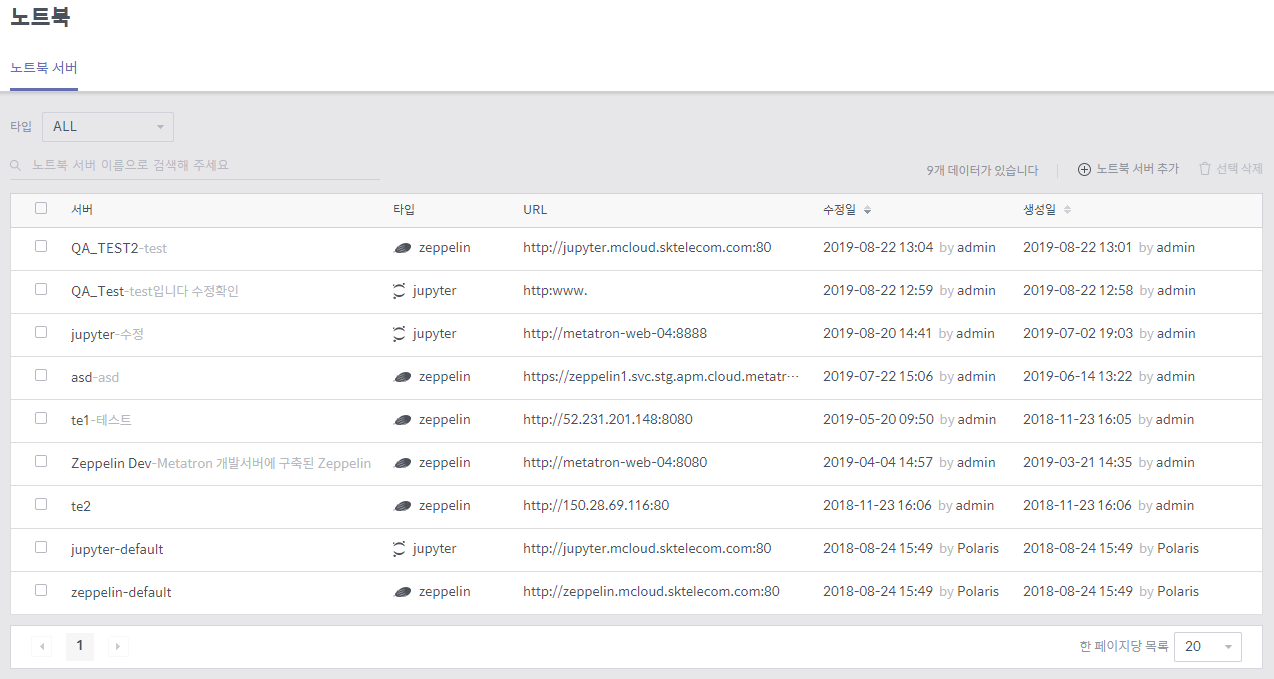 노트북
노트북 서버
타입 ALL
노트북 서버 이름으로 검색해 주세요
9개 데이터가 있습니다 노트북 서버 추가 선택 삭제
서버 타입 URL 수정일 생성일
QA_TEST2-test zeppelin http://jupyter.mcloud.sktelecom.com:80 2019-08-22 13:04 by admin 2019-08-22 13:01 by admin
QA_Test-test입니다 수정확인 jupyter http:www. 2019-08-22 12:59 by admin 2019-08-22 12:58 by admin
jupyter-수정 jupyter http://metatron-web-04:8888 2019-08-20 14:41 by admin 2019-07-02 19:03 by admin
asd-asd zeppelin https://zeppelin1.svc.stg.apm.cloud.metatr··· 2019-07-22 15:06 by admin 2019-06-14 13:22 by admin
te1-테스트 zeppelin http://52.231.201.148:8080 2019-05-20 09:50 by admin 2018-11-23 16:05 by admin
Zeppelin Dev-Metatron 개발서버에 구축된 Zeppelin zeppelin http://metatron-web-04:8080 2019-04-04 14:57 by admin 2019-03-21 14:35 by admin
te2 zeppelin http://150.28.69.116:80 2018-11-23 16:06 by admin 2018-11-23 16:06 by admin
jupyter-default jupyter http://jupyter.mcloud.sktelecom.com:80 2018-08-24 15:49 by Polaris 2018-08-24 15:49 by Polaris
zeppelin-default zeppelin http://zeppelin.mcloud.sktelecom.com:80 2018-08-24 15:49 by Polaris 2018-08-24 15:49 by Polaris
1 한 페이지당 목록 20